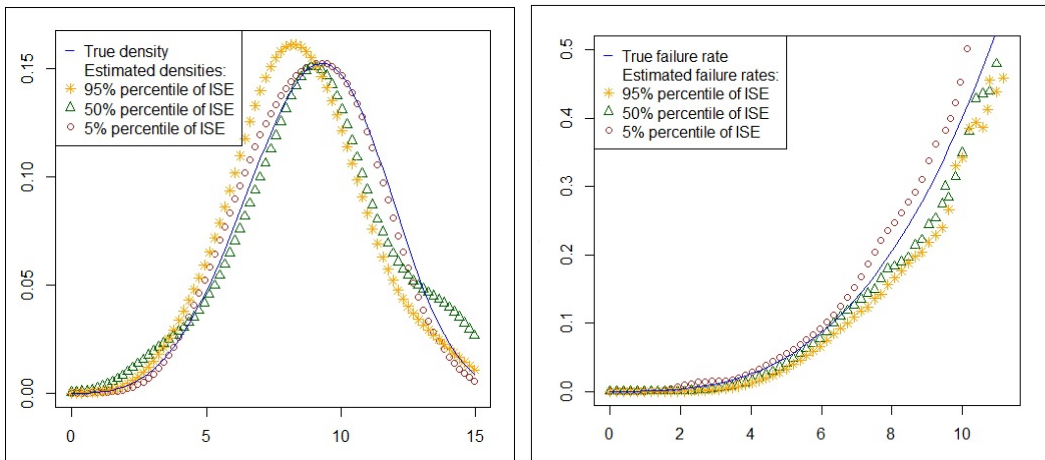 True density
Estimated densities:
95% percentile of ISE
50% percentile of ISE
5% percentile of ISE
0.15
0.10
0.05
0.00
0 5 10 15
True failure rate
Estimated failure rates:
95% percentile of ISE
50% percentile of ISE
5% percentile of ISE
0.5
0.4
0.3
0.2
0.1
0.0
0 2 4 6 8 10